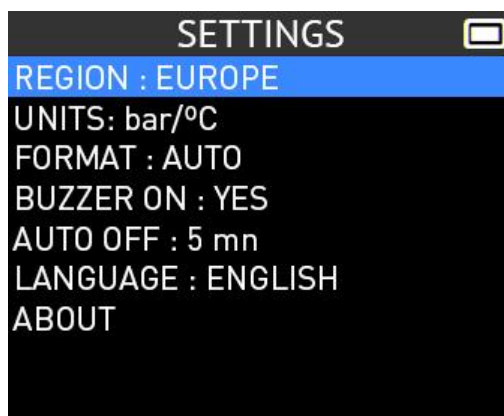 SETTINGS
REGION : EUROPE
UNITS: bar/ºC
FORMAT : AUTO
BUZZER ON : YES
AUTO OFF : 5 mn
LANGUAGE : ENGLISH
ABOUT